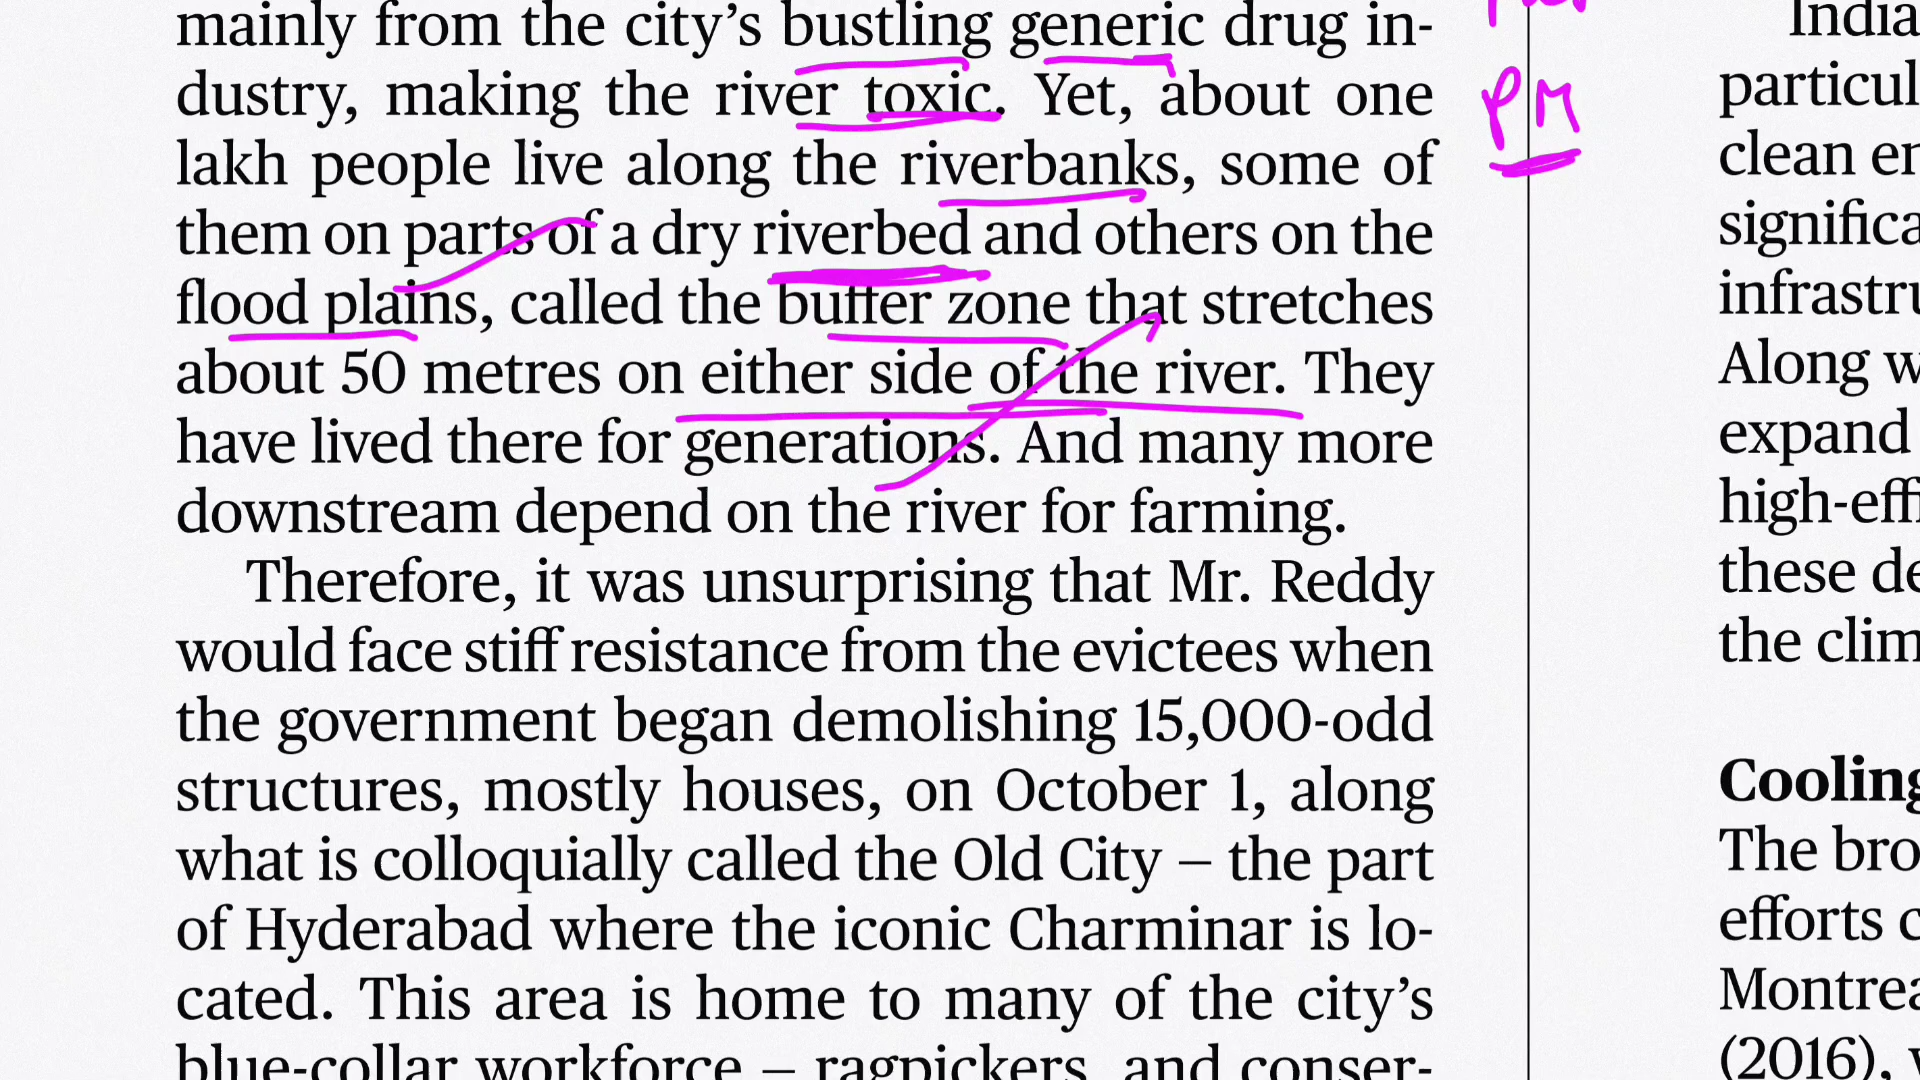 mainly from the city’s bustling generic drug in-
dustry, making the river toxic. Yet, about one
lakh people live along the riverbanks, some of
them on parts of a dry riverbed and others on the
flood plains, called the buffer zone that stretches
about 50 metres on either side of the river. They
have lived there for generations. And many more
downstream depend on the river for farming.
Therefore, it was unsurprising that Mr. Reddy
would face stiff resistance from the evictees when
the government began demolishing 15,000-odd
structures, mostly houses, on October 1, along
what is colloquially called the Old City – the part
of Hyderabad where the iconic Charminar is lo-
cated. This area is home to many of the city’s
blue-collar workforce – ragpickers, and conser-
PM
India
particul
clean en
significa
infrastru
Along w
expand
high-effi
these de
the clim
Cooling
The bro
efforts c
Montrea
(2016), w